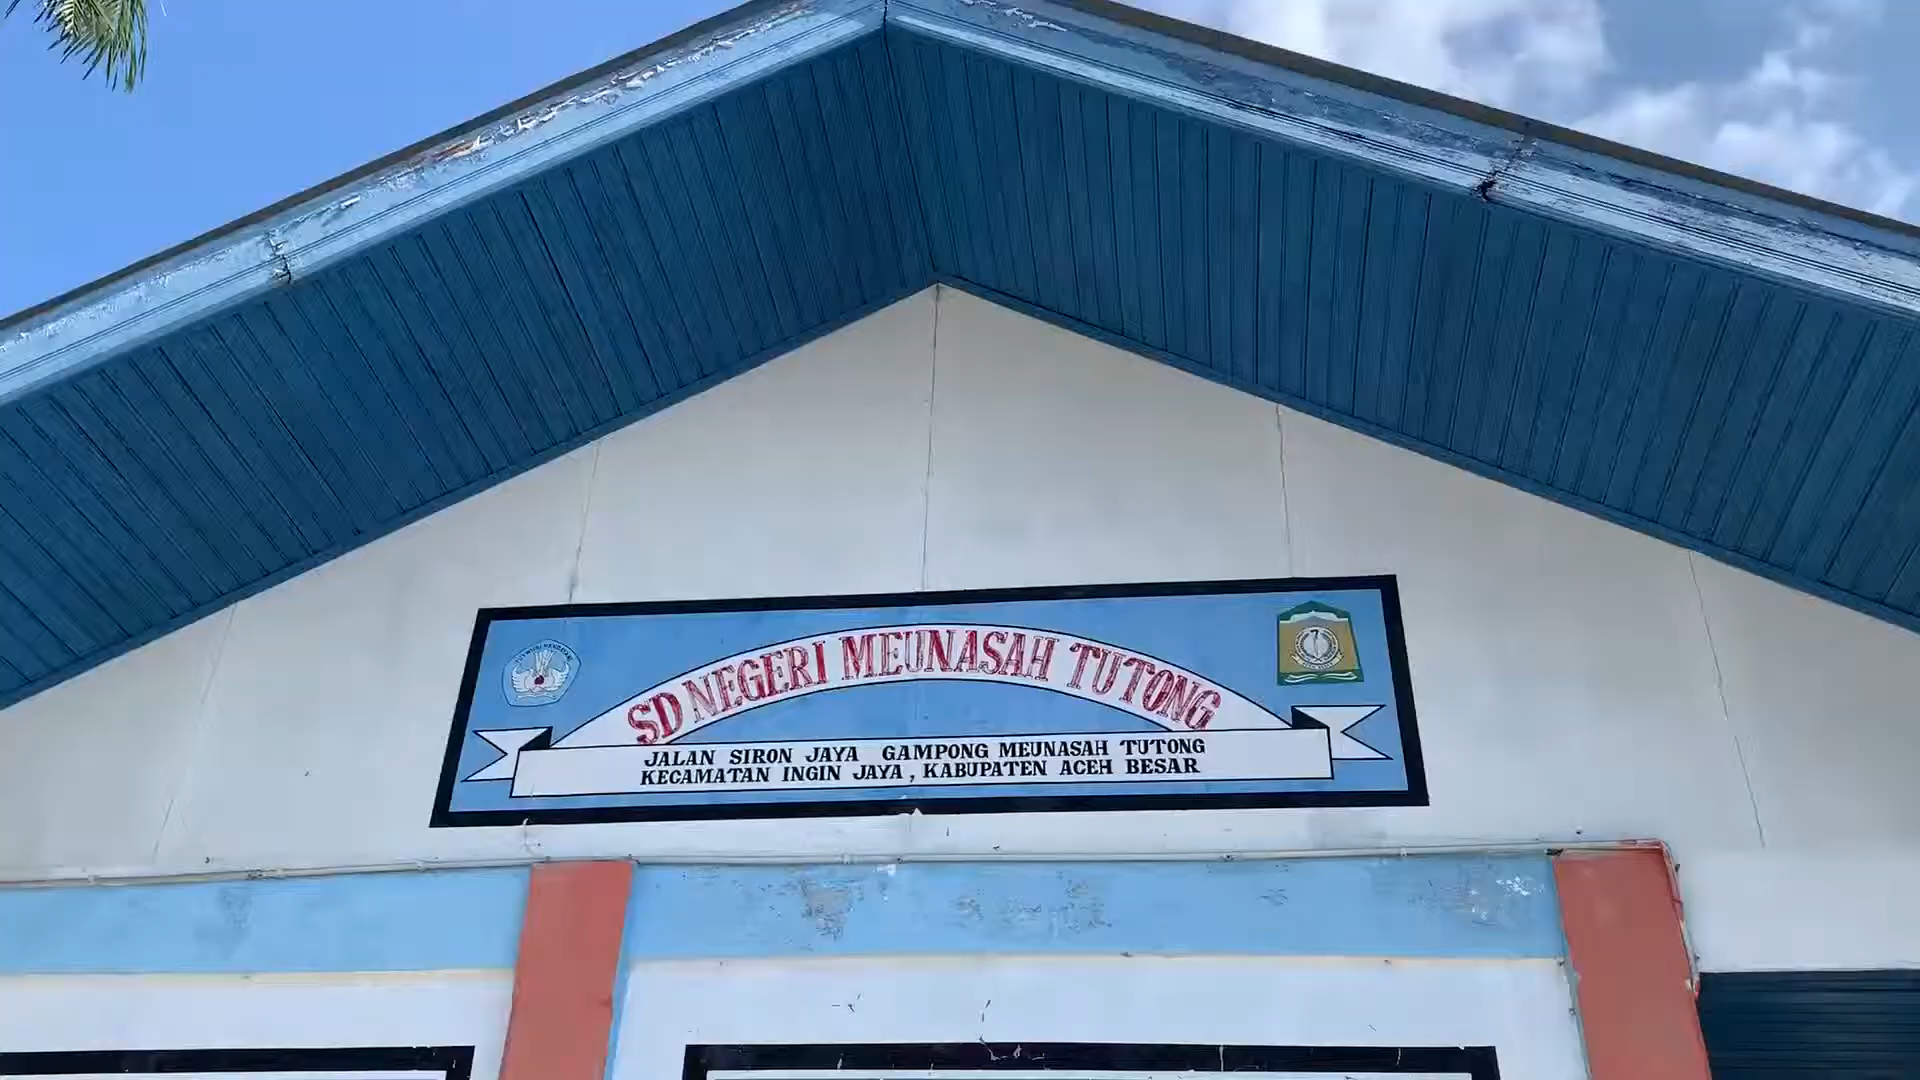 SD NEGERI MEUNASAH TUTONG
JALAN SIRON JAYA GAMPONG MEUNASAH TUTONG
KECAMATAN INGIN JAYA, KABUPATEN ACEH BESAR